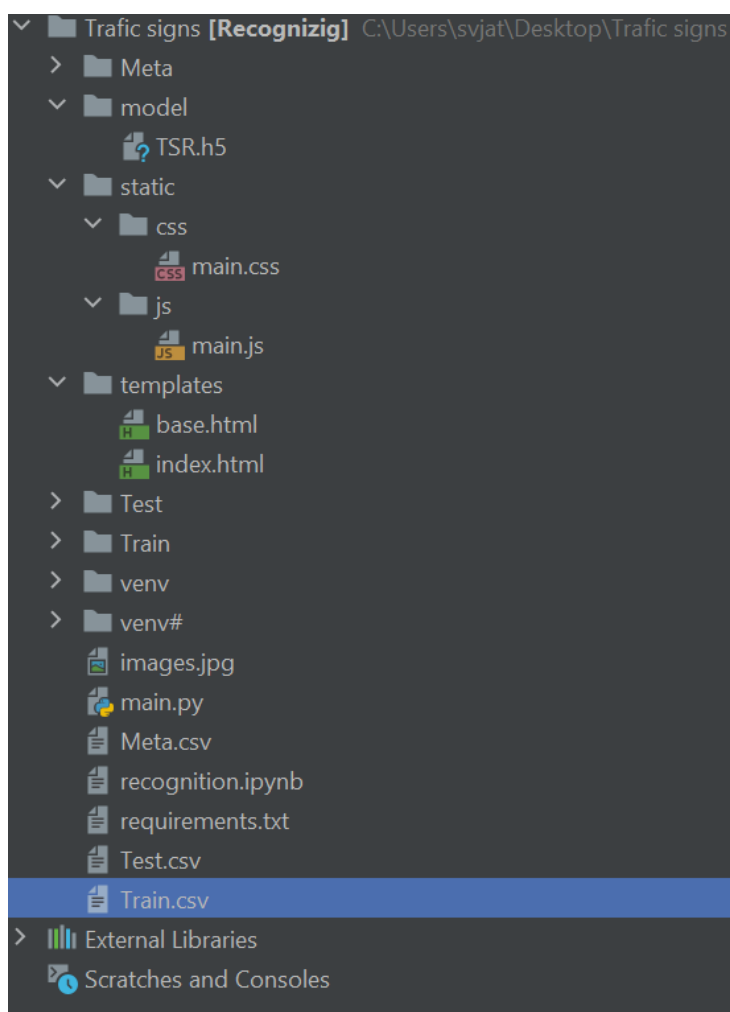 Trafic signs [Recognizig] C:\Users\svjat\Desktop\Trafic signs
Meta
model
TSR.h5
static
css
main.css
js
main.js
templates
base.html
index.html
Test
Train
venv
venv#
images.jpg
main.py
Meta.csv
recognition.ipynb
requirements.txt
Test.csv
Train.csv
External Libraries
Scratches and Consoles